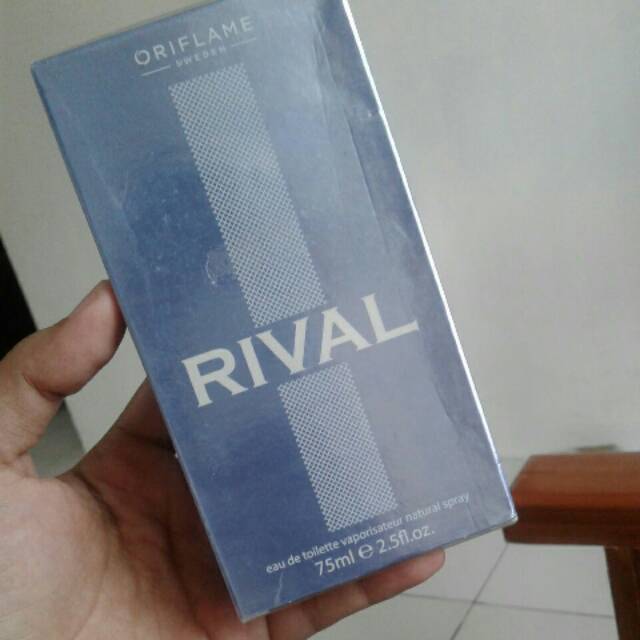 ORIFLAME
SWEDEN
RIVAL
eau de toilette vaporisateur natural spray
75ml e 2.5fl.oz.